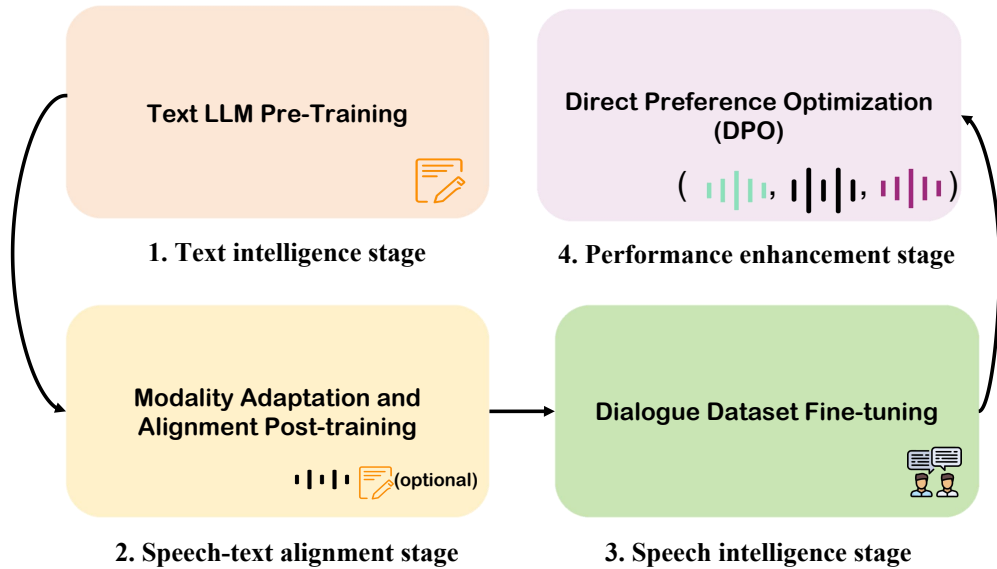 Text LLM Pre-Training
1. Text intelligence stage
Modality Adaptation and
Alignment Post-training
(optional)
2. Speech-text alignment stage
Dialogue Dataset Fine-tuning
3. Speech intelligence stage
Direct Preference Optimization
(DPO)
( , , )
4. Performance enhancement stage